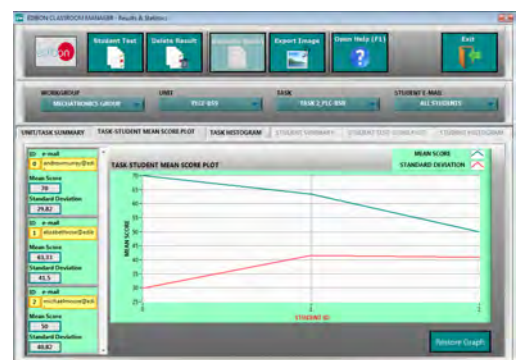 EDIBON CLASSROOM MANAGER - Results & Statistics
edibon
Student Test
Delete Result
Export Image
Open Help (F1)
Exit
WORKGROUP
UNIT
TASK
STUDENT E-MAIL
MECHATRONICS GROUP
ALL STUDENTS
UNIT/TASK SUMMARY
TASK-STUDENT MEAN SCORE PLOT
TASK HISTOGRAM
STUDENT SUMMARY
STUDENT HISTOGRAM
ID e-mail
0
Mean Score
70
Standard Deviation
29,82
ID e-mail
1
Mean Score
63,33
Standard Deviation
41,5
ID e-mail
2
Mean Score
50
Standard Deviation
40,82
TASK-STUDENT MEAN SCORE PLOT
MEAN SCORE
STANDARD DEVIATION
MEAN SCORE
70
65
60
55
50
45
40
35
30
25
STUDENT ID
Restore Graph